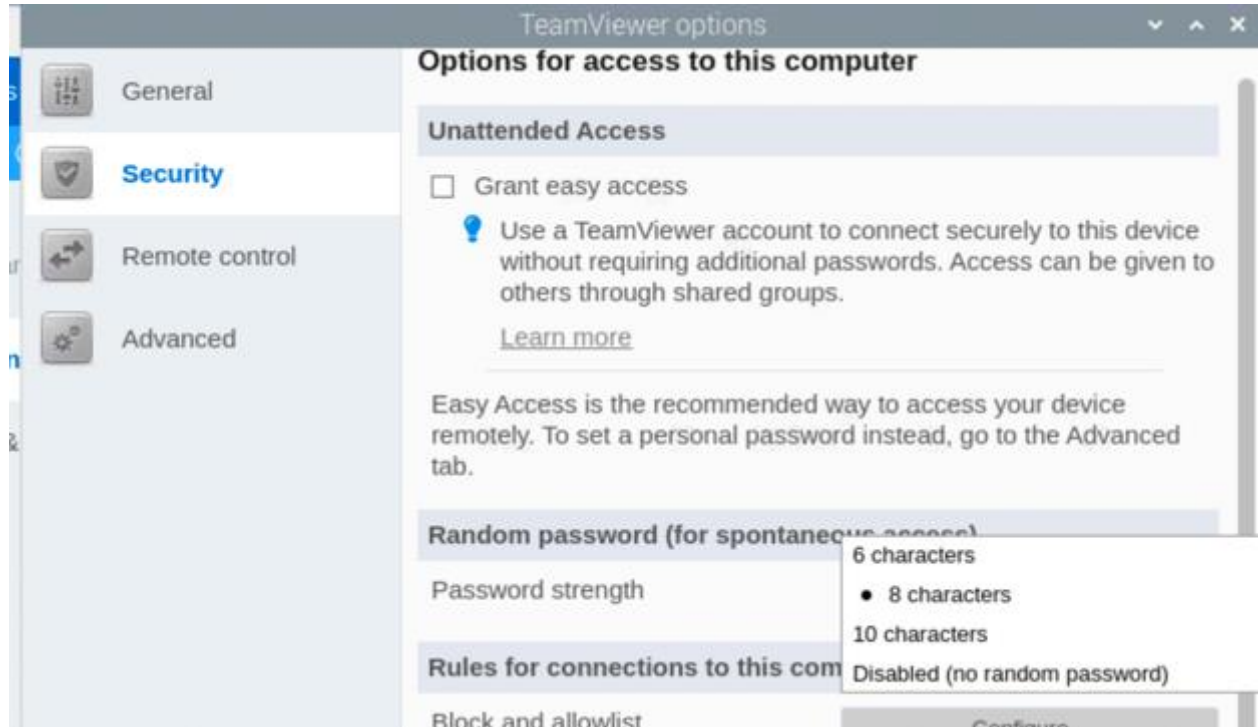 TeamViewer options
General
Security
Remote control
Advanced
Options for access to this computer
Unattended Access
Grant easy access
Use a TeamViewer account to connect securely to this device
without requiring additional passwords. Access can be given to
others through shared groups.
Learn more
Easy Access is the recommended way to access your device
remotely. To set a personal password instead, go to the Advanced
tab.
Random password (for spontaneous access)
Password strength
6 characters
8 characters
10 characters
Disabled (no random password)
Rules for connections to this com
Block and allowlist
Configure